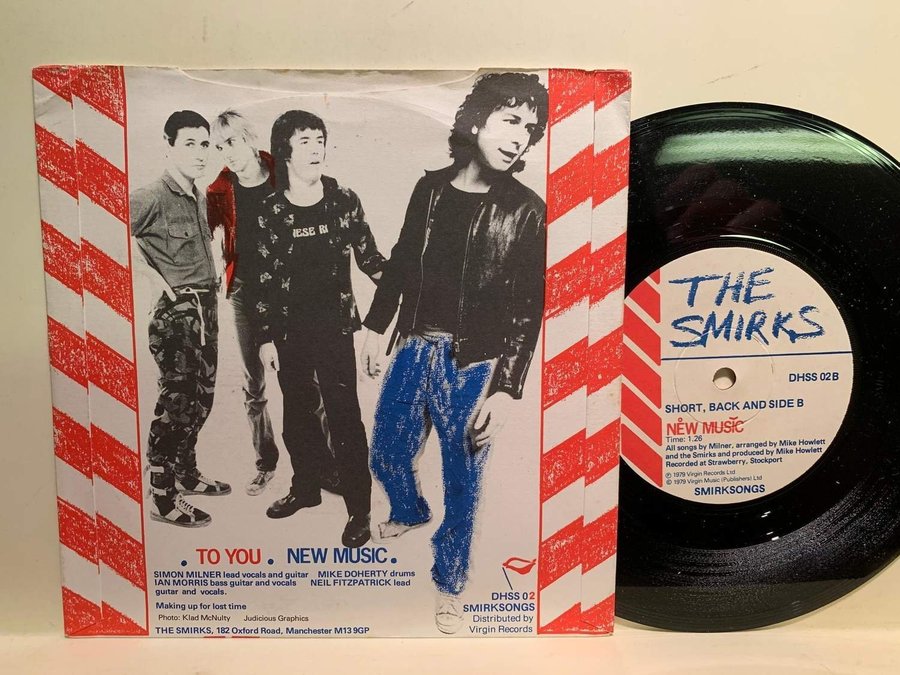 IESE R
. TO YOU . NEW MUSIC .
SIMON MILNER lead vocals and guitar MIKE DOHERTY drums
IAN MORRIS bass guitar and vocals NEIL FITZPATRICK lead
guitar and vocals.
Making up for lost time
Photo: Klad McNulty Judicious Graphics
THE SMIRKS, 182 Oxford Road, Manchester M13 9GP
DHSS 02
SMIRKSONGS
Distributed by
Virgin Records
THE
SMIRKS
DHSS 02B
SHORT, BACK AND SIDE B
NEW MUSIC
Time: 1.26
All songs by Milner, arranged by Mike Howlett
and the Smirks and produced by Mike Howlett
Recorded at Strawberry, Stockport
℗ 1979 Virgin Records Ltd
© 1979 Virgin Music (Publishers) Ltd
SMIRKSONGS